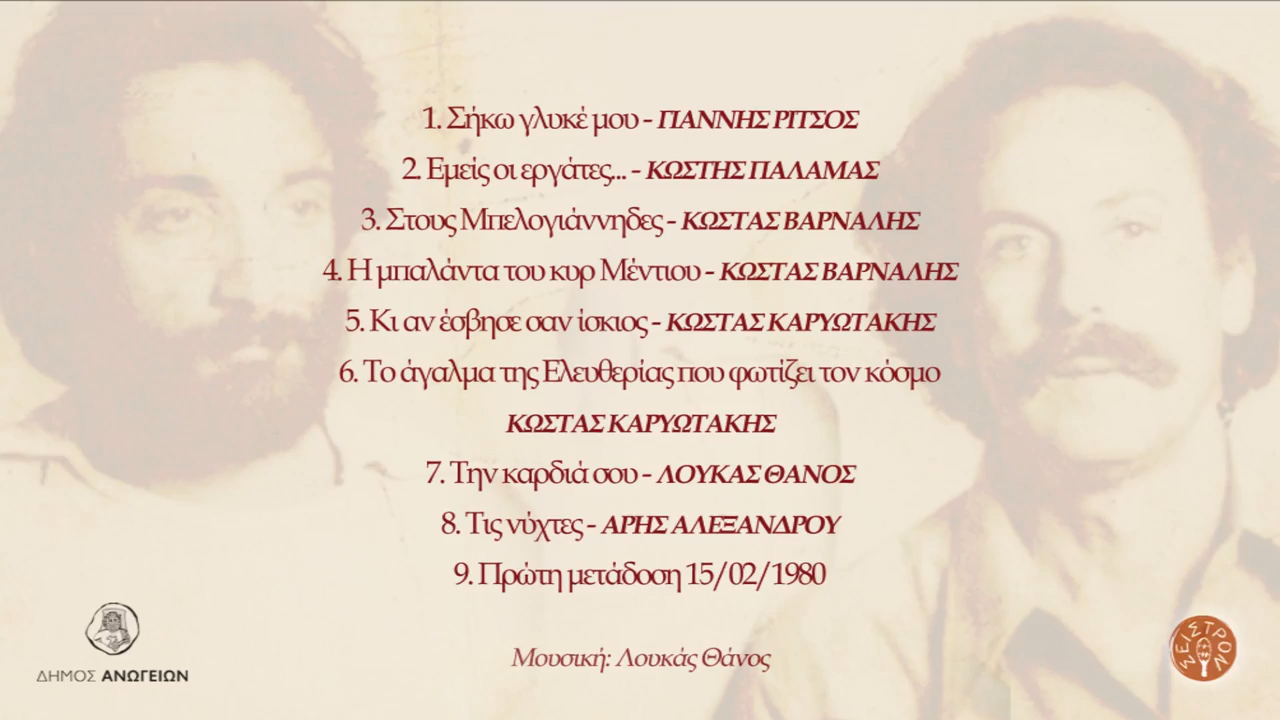 1. Σήκω γλυκέ μου - ΓΙΑΝΝΗΣ ΡΙΤΣΟΣ
2. Εμείς οι εργάτες... - ΚΩΣΤΗΣ ΠΑΛΑΜΑΣ
3. Στους Μπελογιάννηδες - ΚΩΣΤΑΣ ΒΑΡΝΑΛΗΣ
4. Η μπαλάντα του κυρ Μέντιου - ΚΩΣΤΑΣ ΒΑΡΝΑΛΗΣ
5. Κι αν έσβησε σαν ίσκιος - ΚΩΣΤΑΣ ΚΑΡΥΩΤΑΚΗΣ
6. Το άγαλμα της Ελευθερίας που φωτίζει τον κόσμο
ΚΩΣΤΑΣ ΚΑΡΥΩΤΑΚΗΣ
7. Την καρδιά σου - ΛΟΥΚΑΣ ΘΑΝΟΣ
8. Τις νύχτες - ΑΡΗΣ ΑΛΕΞΑΝΔΡΟΥ
9. Πρώτη μετάδοση 15/02/1980
Μουσική: Λουκάς Θάνος
ΔΗΜΟΣ ΑΝΩΓΕΙΩΝ
ΣΕΙΣΤΡΟΝ